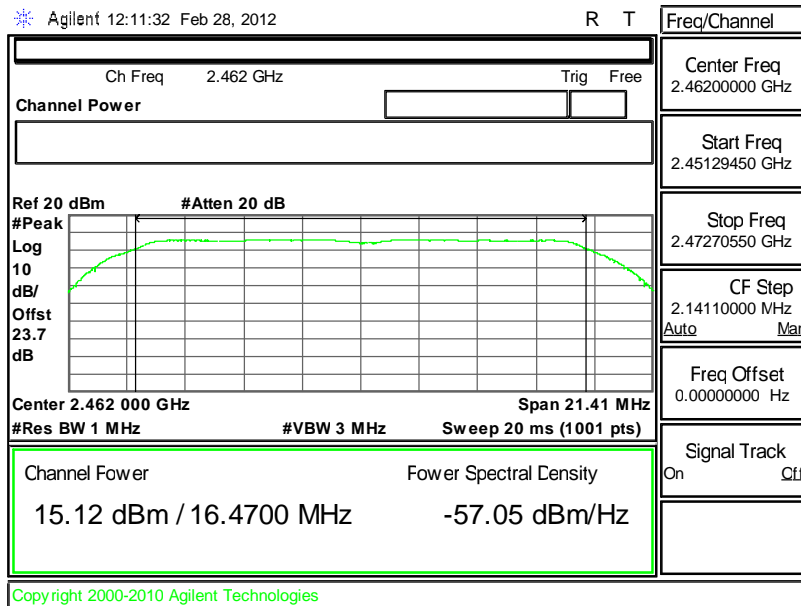 Agilent 12:11:32 Feb 28, 2012 R T
Freq/Channel
Ch Freq 2.462 GHz Trig Free
Channel Power
Center Freq
2.46200000 GHz
Start Freq
2.45129450 GHz
Stop Freq
2.47270550 GHz
CF Step
2.14110000 MHz
Auto Man
Freq Offset
0.00000000 Hz
Signal Track
On Off
Ref 20 dBm #Atten 20 dB
#Peak
Log
10
dB/
Offst
23.7
dB
Center 2.462 000 GHz Span 21.41 MHz
#Res BW 1 MHz #VBW 3 MHz Sweep 20 ms (1001 pts)
Channel Power Power Spectral Density
15.12 dBm / 16.4700 MHz -57.05 dBm/Hz
Copyright 2000-2010 Agilent Technologies